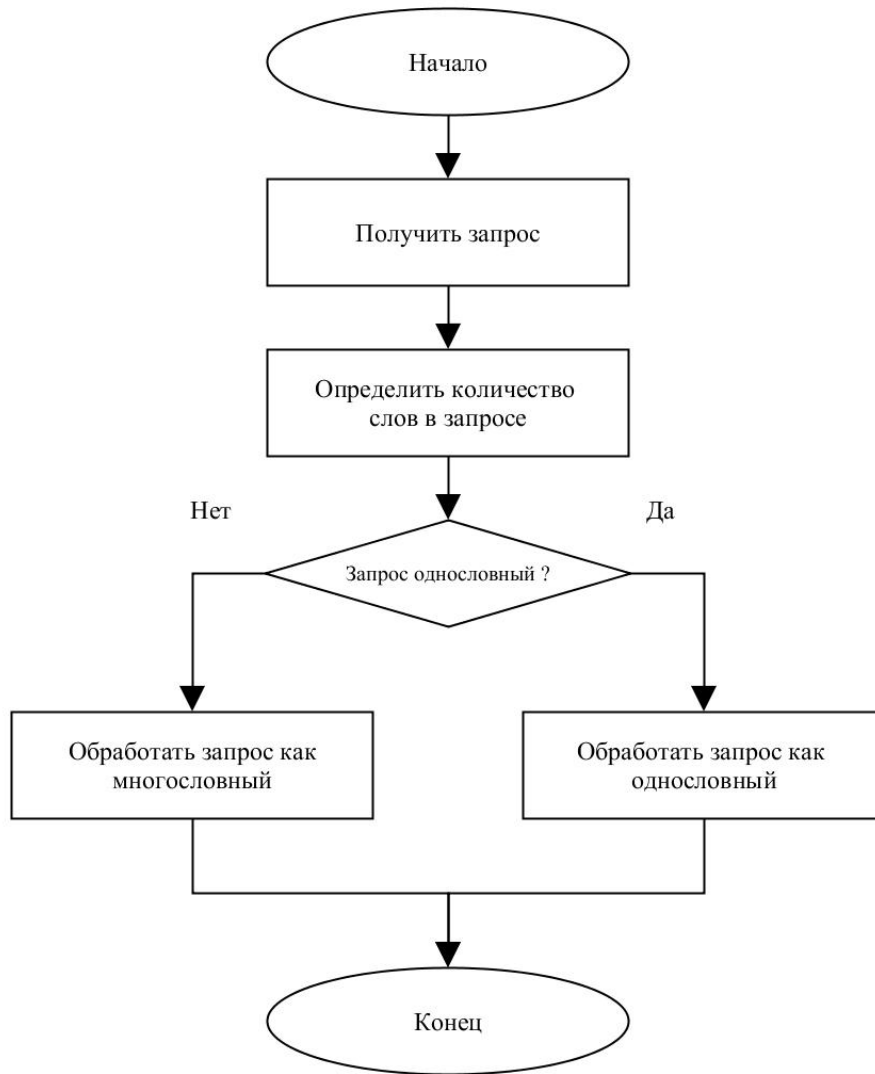 Начало
Получить запрос
Определить количество
слов в запросе
Нет
Да
Запрос однословный ?
Обработать запрос как
многословный
Обработать запрос как
однословный
Конец